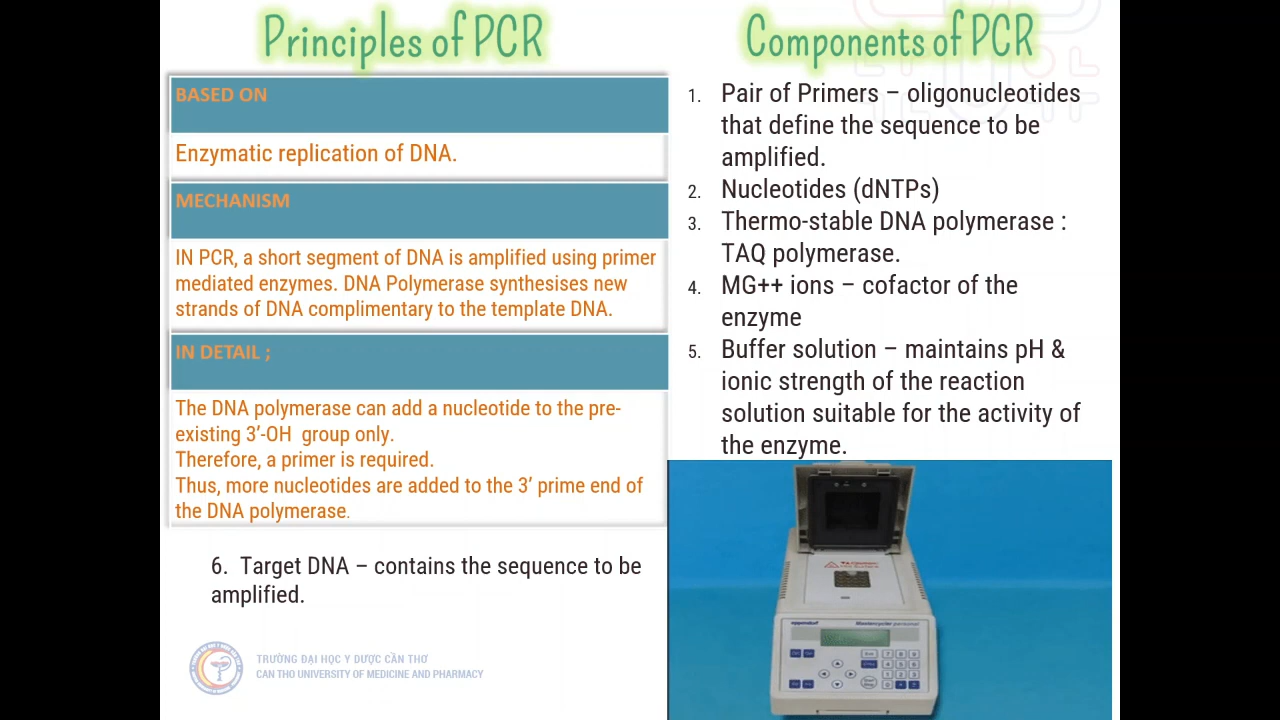 Principles of PCR
BASED ON
Enzymatic replication of DNA.
MECHANISM
IN PCR, a short segment of DNA is amplified using primer
mediated enzymes. DNA Polymerase synthesises new
strands of DNA complimentary to the template DNA.
IN DETAIL ;
The DNA polymerase can add a nucleotide to the pre-
existing 3’-OH group only.
Therefore, a primer is required.
Thus, more nucleotides are added to the 3’ prime end of
the DNA polymerase.
Components of PCR
1. Pair of Primers – oligonucleotides
that define the sequence to be
amplified.
2. Nucleotides (dNTPs)
3. Thermo-stable DNA polymerase :
TAQ polymerase.
4. MG++ ions – cofactor of the
enzyme
5. Buffer solution – maintains pH &
ionic strength of the reaction
solution suitable for the activity of
the enzyme.
6. Target DNA – contains the sequence to be
amplified.
TRƯỜNG ĐẠI HỌC Y DƯỢC CẦN THƠ
CAN THO UNIVERSITY OF MEDICINE AND PHARMACY
eppendorf Mastercycler personal